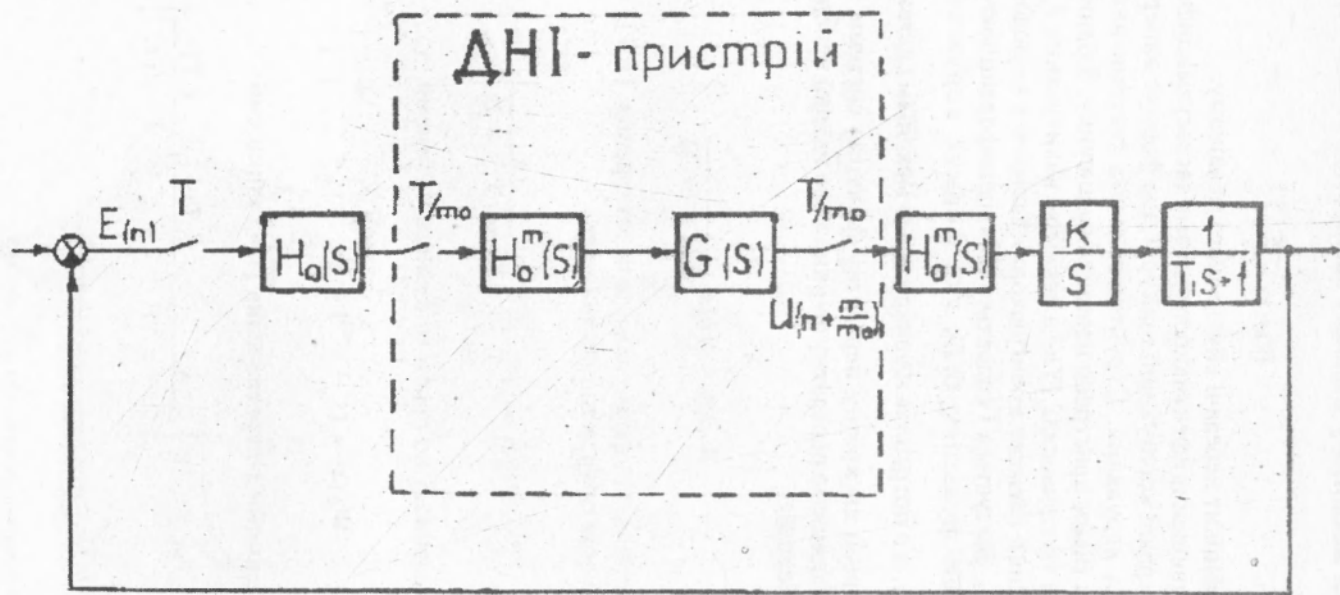 ДНІ - пристрій
E(n)
T
H₀(S)
T/m₀
H₀ᵐ(S)
G(S)
T/m₀
U(n+m/m₀)
H₀ᵐ(S)
K/S
1/(T₁S+1)